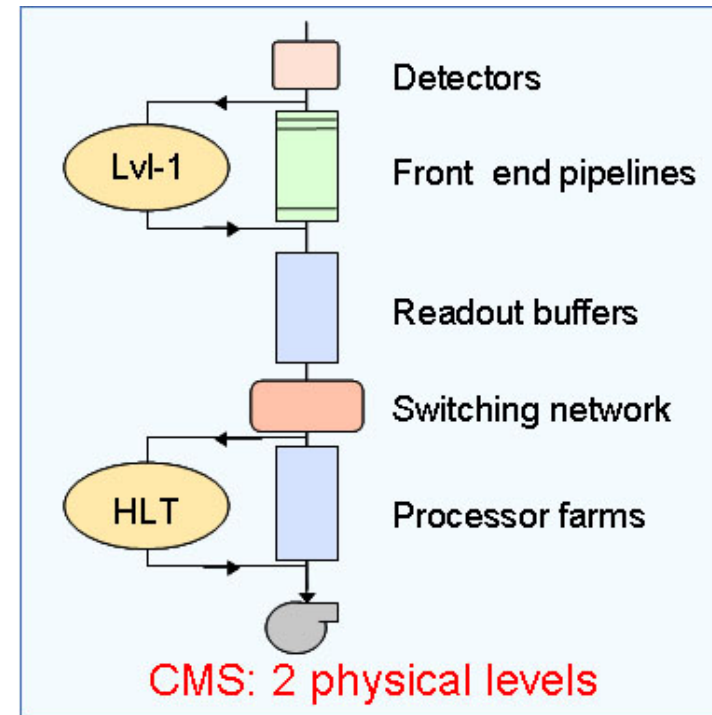 Detectors
Lvl-1
Front end pipelines
Readout buffers
Switching network
HLT
Processor farms
CMS: 2 physical levels